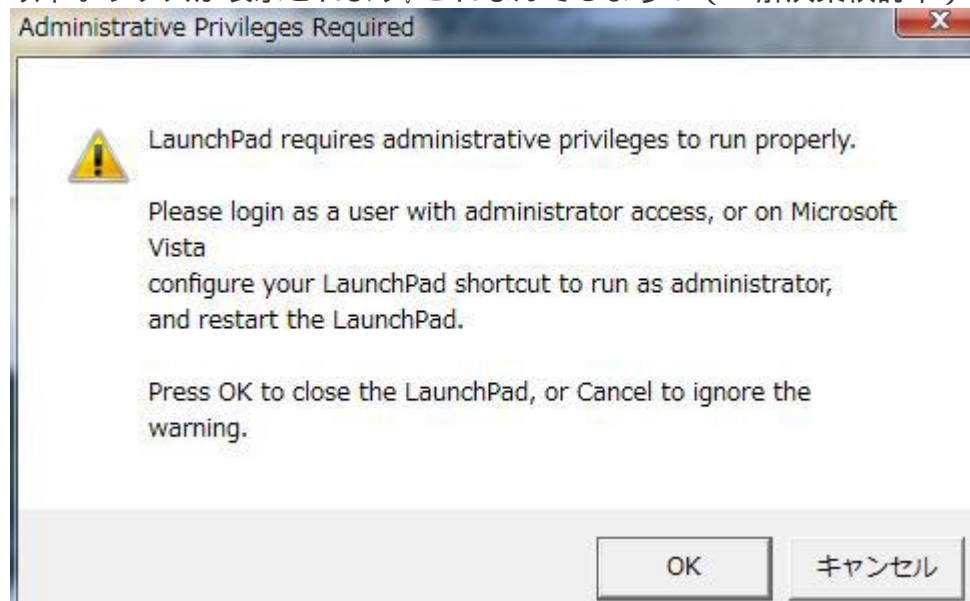 Administrative Privileges Required
LaunchPad requires administrative privileges to run properly.
Please login as a user with administrator access, or on Microsoft
Vista
configure your LaunchPad shortcut to run as administrator,
and restart the LaunchPad.
Press OK to close the LaunchPad, or Cancel to ignore the
warning.
OK
キャンセル